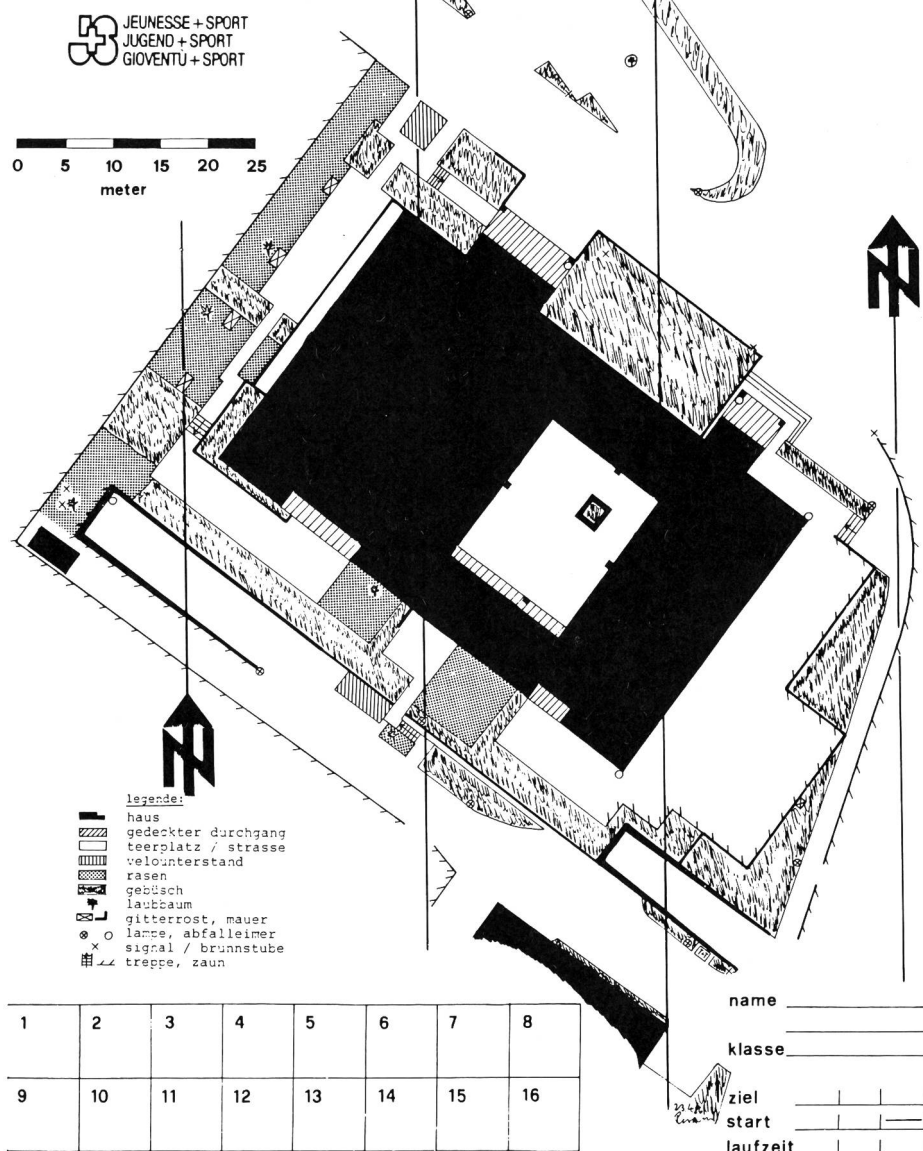 JEUNESSE + SPORT
JUGEND + SPORT
GIOVENTÙ + SPORT
0 5 10 15 20 25
meter
legende:
haus
gedeckter durchgang
teerplatz / strasse
velounterstand
rasen
gebüsch
laubbaum
gitterrost, mauer
lampe, abfalleimer
signal / brunnstube
treppe, zaun
1 2 3 4 5 6 7 8
9 10 11 12 13 14 15 16
name
klasse
ziel
start
laufzeit